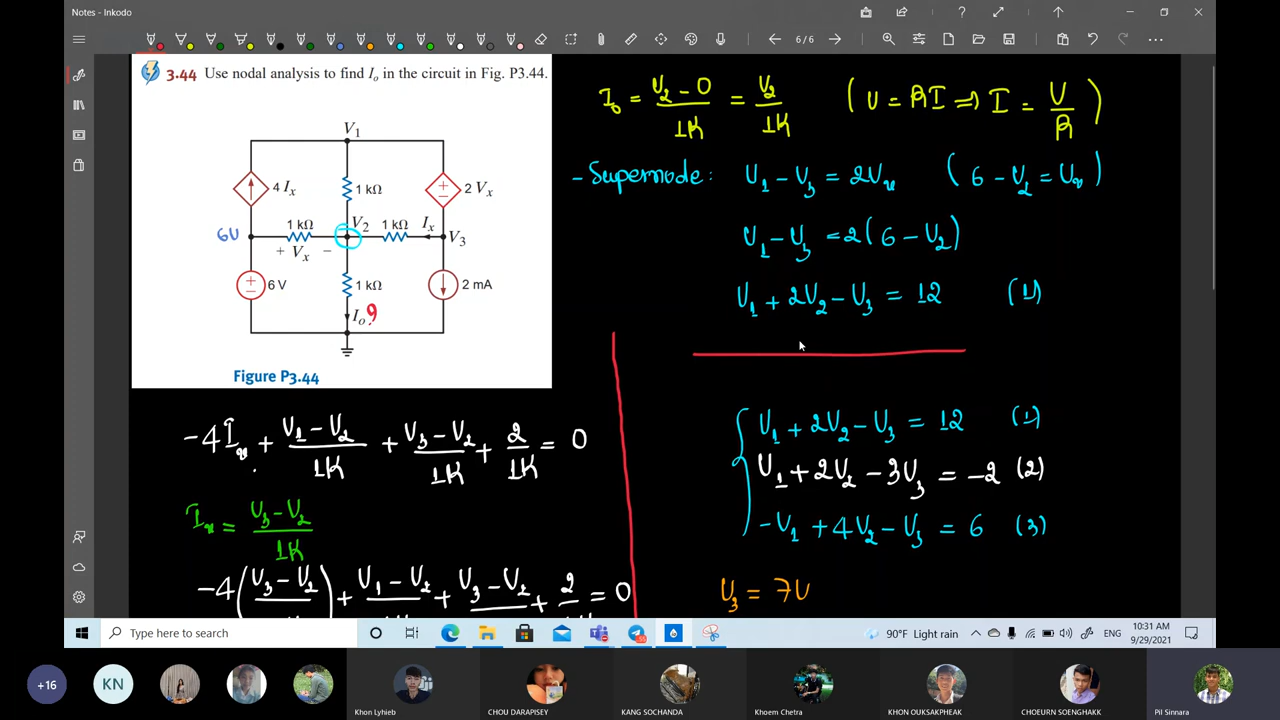 Notes - Inkodo
6/6
3.44 Use nodal analysis to find Io in the circuit in Fig. P3.44.
V1
4 Ix
1 kΩ
2 Vx
6V
1 kΩ
V2
1 kΩ
Ix
V3
+ Vx −
6 V
1 kΩ
2 mA
Io ?
Figure P3.44
I0 = (V2 - 0)/1K = V2/1K (V = RI => I = V/R)
- Supernode: V1 - V3 = 2Vx (6 - V2 = Vx)
V1 - V3 = 2(6 - V2)
V1 + 2V2 - V3 = 12 (1)
-4Ix + (V1 - V2)/1K + (V3 - V2)/1K + 2/1K = 0
Ix = (V3 - V2)/1K
-4(V3 - V2) + V1 - V2 + V3 - V2 + 2 = 0
V1 + 2V2 - V3 = 12 (1)
V1 + 2V2 - 3V3 = -2 (2)
-V1 + 4V2 - V3 = 6 (3)
V3 = 7V
Type here to search
90°F Light rain
ENG
10:31 AM
9/29/2021
+16
KN
Khon Lyhieb
CHOU DARAPISEY
KANG SOCHANDA
Khoem Chetra
KHON OUKSAKPHEAK
CHOEURN SOENGHAKK
Pil Sinnara